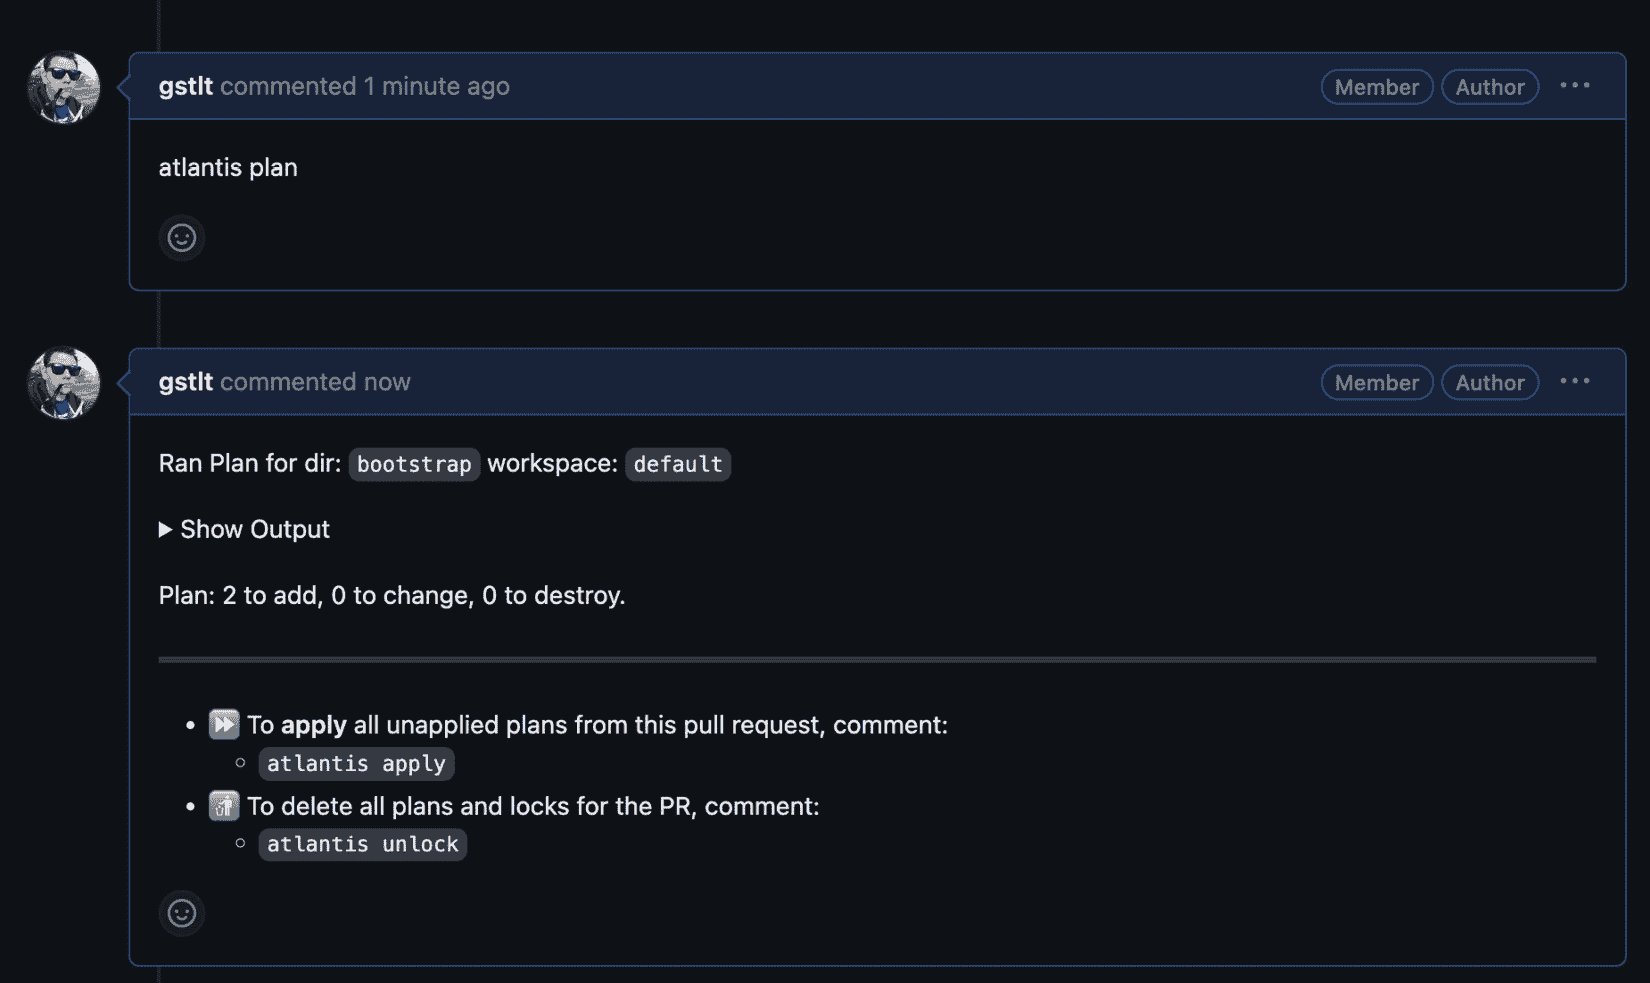 gstlt commented 1 minute ago Member Author
atlantis plan
gstlt commented now Member Author
Ran Plan for dir: bootstrap workspace: default
Show Output
Plan: 2 to add, 0 to change, 0 to destroy.
To apply all unapplied plans from this pull request, comment:
atlantis apply
To delete all plans and locks for the PR, comment:
atlantis unlock